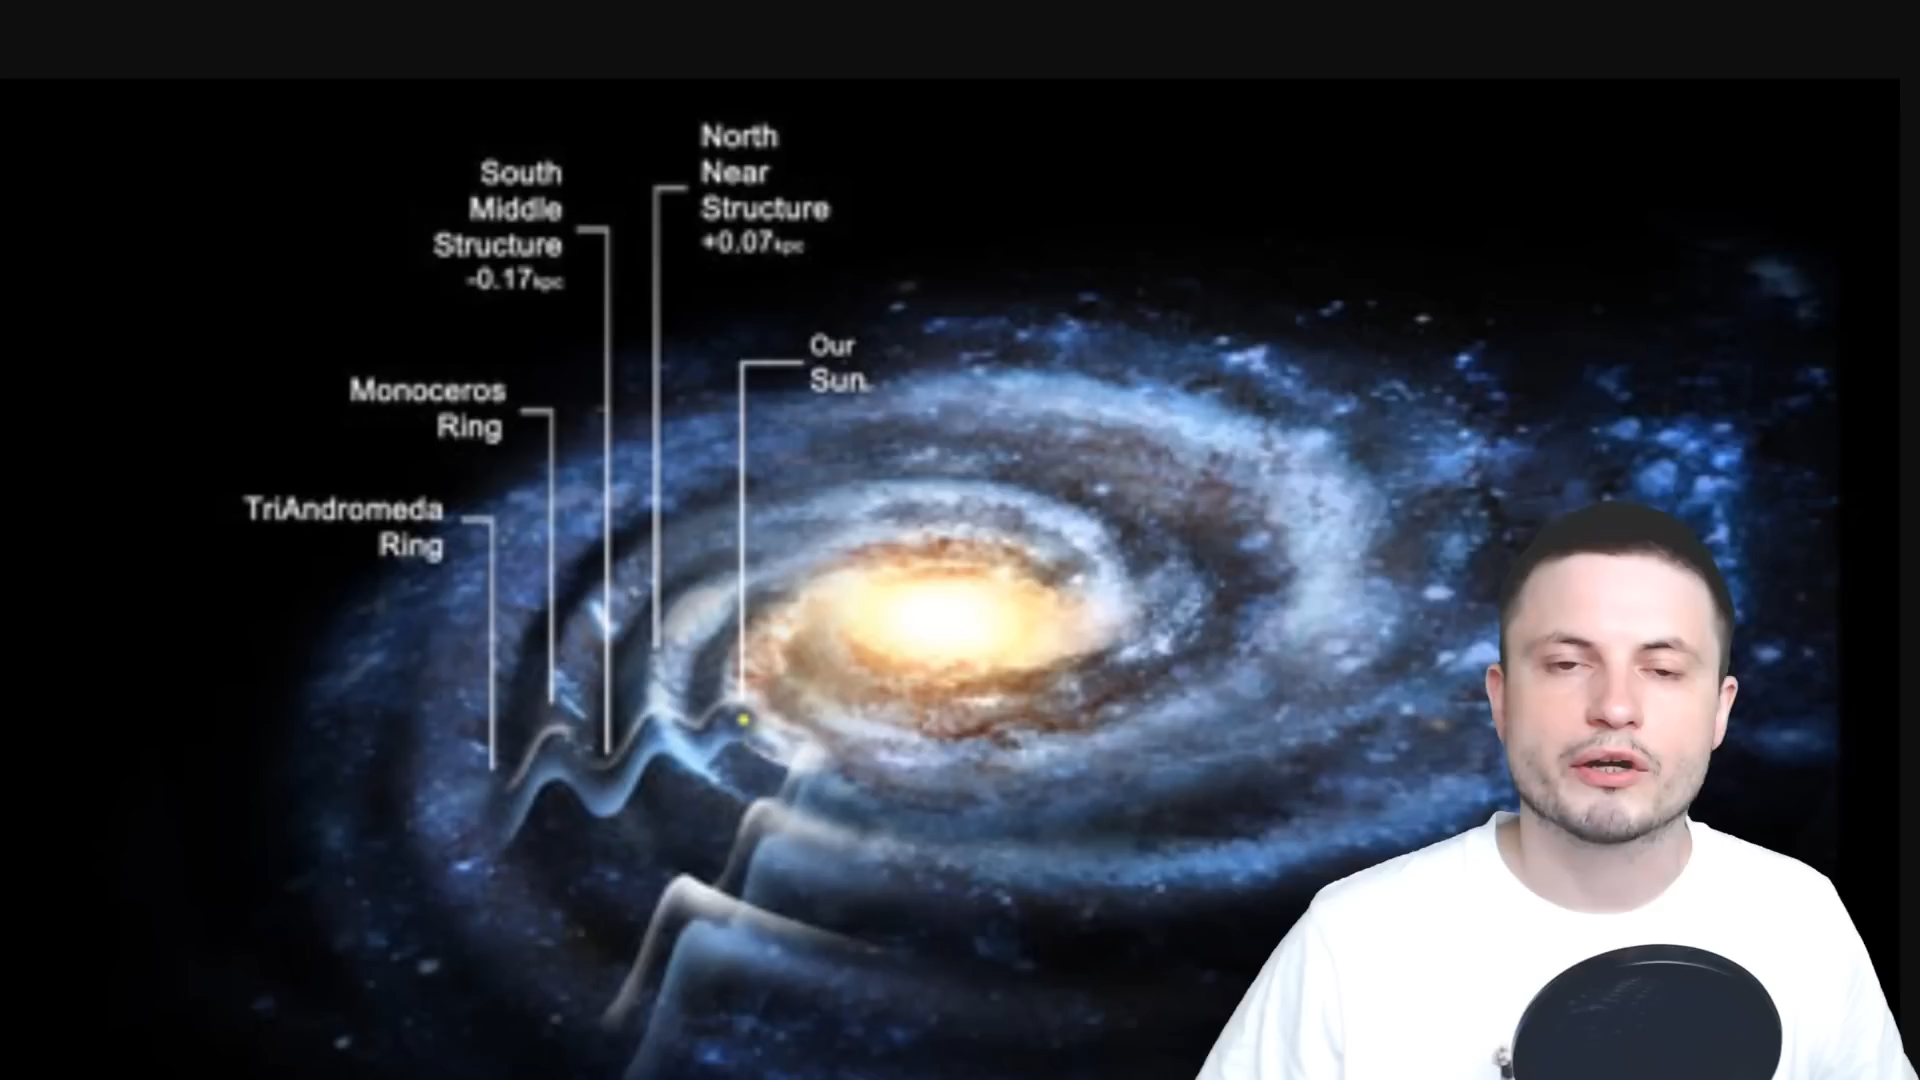 North
Near
Structure
+0.07kpc
South
Middle
Structure
-0.17kpc
Our
Sun
Monoceros
Ring
TriAndromeda
Ring